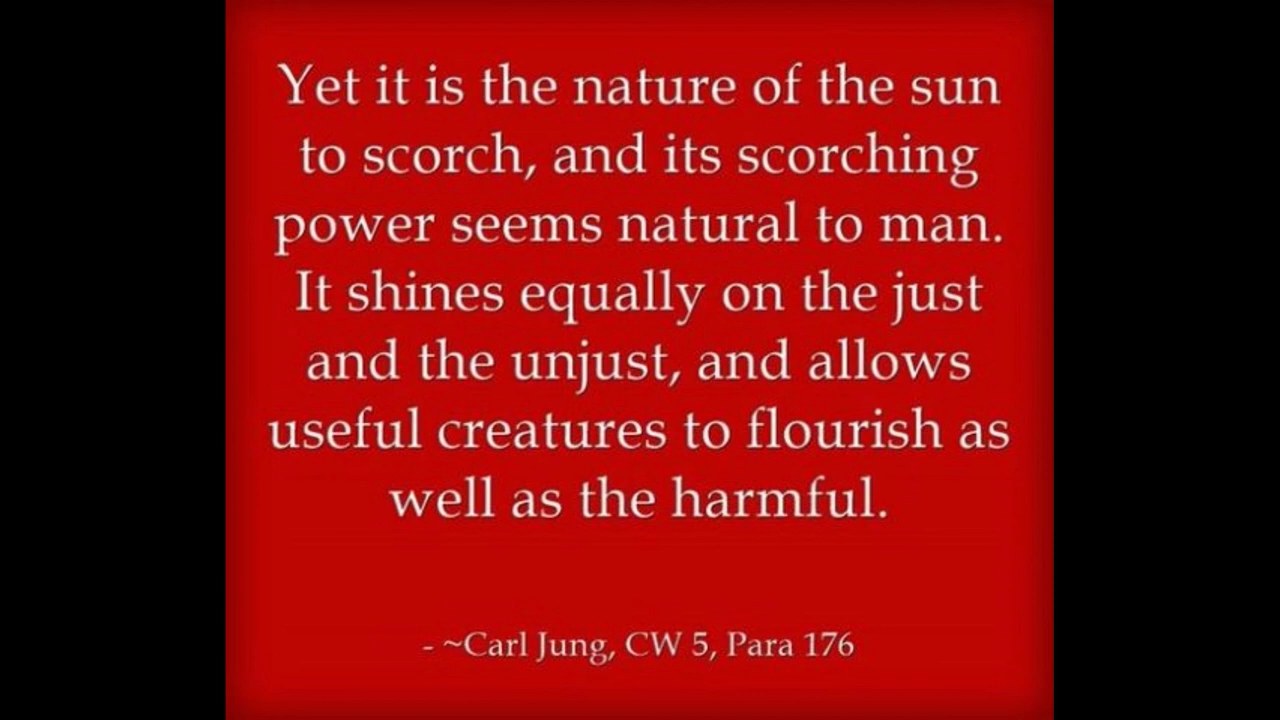 Yet it is the nature of the sun
to scorch, and its scorching
power seems natural to man.
It shines equally on the just
and the unjust, and allows
useful creatures to flourish as
well as the harmful.
- ~Carl Jung, CW 5, Para 176